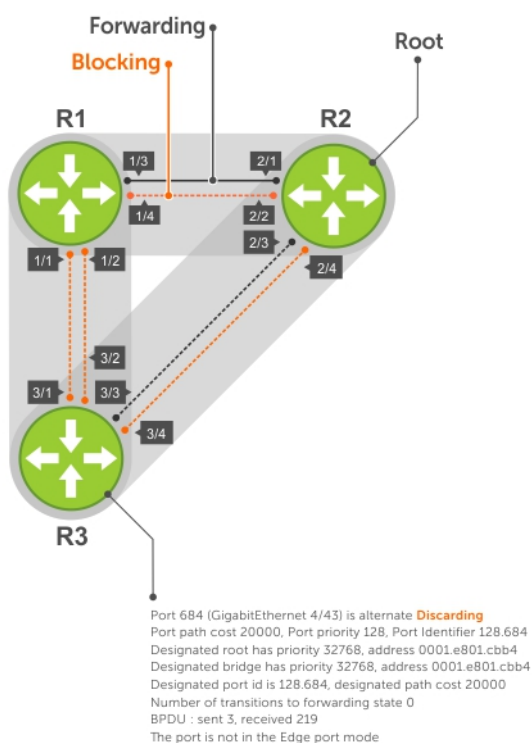 Forwarding
Blocking
Root
R1
R2
1/3
2/1
1/4
2/2
2/3
2/4
1/1
1/2
3/2
3/1
3/3
3/4
R3
Port 684 (GigabitEthernet 4/43) is alternate Discarding
Port path cost 20000, Port priority 128, Port Identifier 128.684
Designated root has priority 32768, address 0001.e801.cbb4
Designated bridge has priority 32768, address 0001.e801.cbb4
Designated port id is 128.684, designated path cost 20000
Number of transitions to forwarding state 0
BPDU : sent 3, received 219
The port is not in the Edge port mode